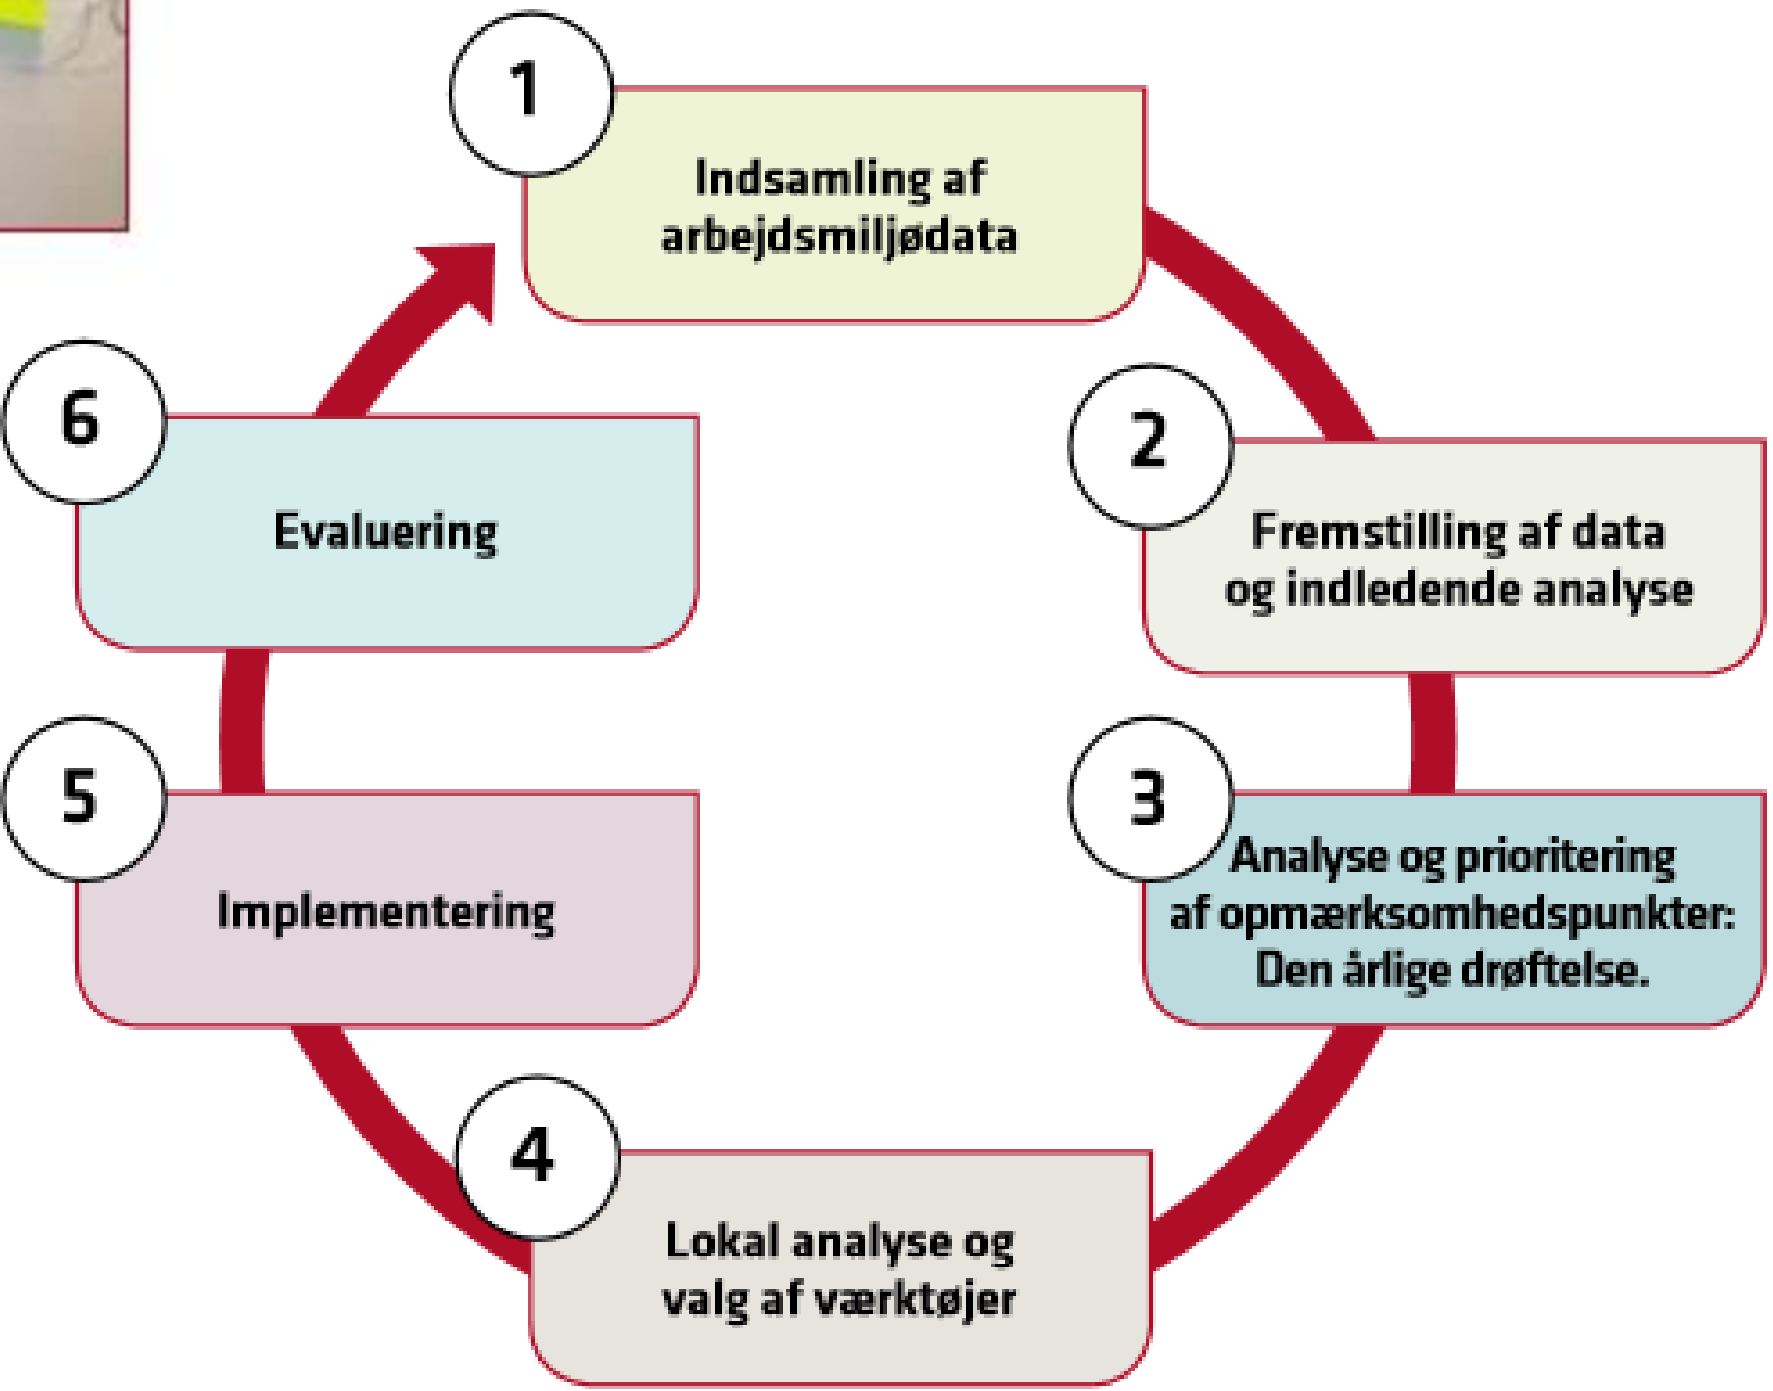 1
Indsamling af
arbejdsmiljødata
2
Fremstilling af data
og indledende analyse
3
Analyse og prioritering
af opmærksomhedspunkter:
Den årlige drøftelse.
4
Lokal analyse og
valg af værktøjer
5
Implementering
6
Evaluering